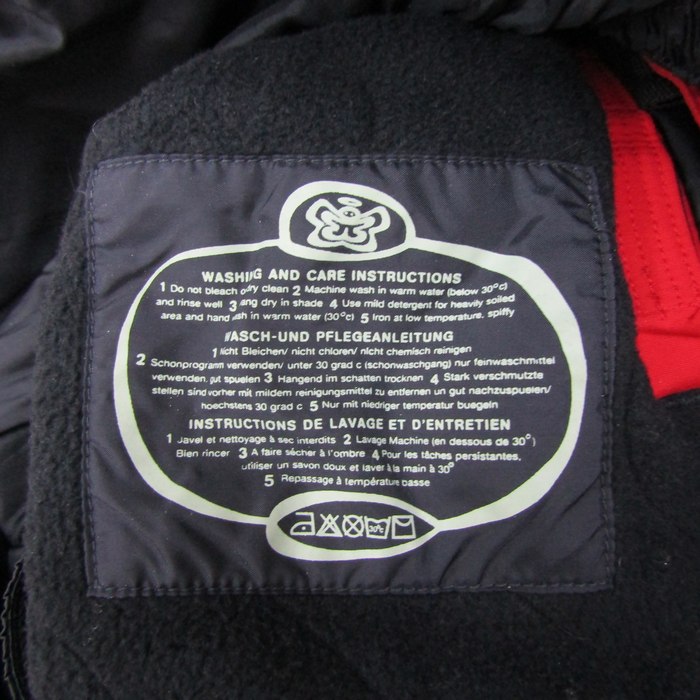 WASHING AND CARE INSTRUCTIONS
1 Do not bleach o dry clean 2 Machine wash in warm water (below 30°c)
and rinse well 3 ang dry in shade 4 Use mild detergent for heavily soiled
area and hand ash in warm water (30°c) 5 Iron at low temperature, spiffy
WASCH-UND PFLEGEANLEITUNG
1 Nicht Bleichen/ nicht chloren/ nicht chemisch reinigen
2 Schonprogramm verwenden/ unter 30 grad c (schonwaschgang) nur feinwaschmittel
verwenden, gut spuelen 3 Hangend im schatten trocknen 4 Stark verschmutzte
stellen sind vorher mit mildem reinigungsmittel zu entfernen un gut nachzuspuelen/
hoechstens 30 grad c 5 Nur mit niedriger temperatur buegeln
INSTRUCTIONS DE LAVAGE ET D'ENTRETIEN
1 Javel et nettoyage à sec interdits 2 Lavage Machine (en dessous de 30°)
Bien rincer 3 A faire sécher à l'ombre 4 Pour les tâches persistantes,
utiliser un savon doux et laver à la main à 30°
5 Repassage à température basse
30°c